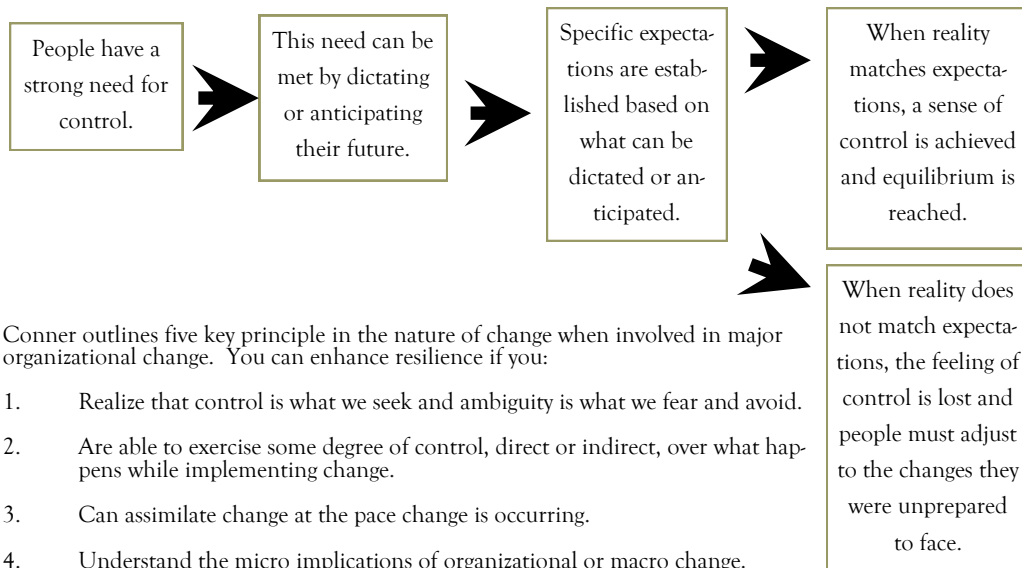 People have a
strong need for
control.
This need can be
met by dictating
or anticipating
their future.
Specific expecta-
tions are estab-
lished based on
what can be
dictated or an-
ticipated.
When reality
matches expecta-
tions, a sense of
control is achieved
and equilibrium is
reached.
When reality does
not match expecta-
tions, the feeling of
control is lost and
people must adjust
to the changes they
were unprepared
to face.
Conner outlines five key principle in the nature of change when involved in major
organizational change.  You can enhance resilience if you:
1. Realize that control is what we seek and ambiguity is what we fear and avoid.
2. Are able to exercise some degree of control, direct or indirect, over what hap-
pens while implementing change.
3. Can assimilate change at the pace change is occurring.
4. Understand the micro implications of organizational or macro change.